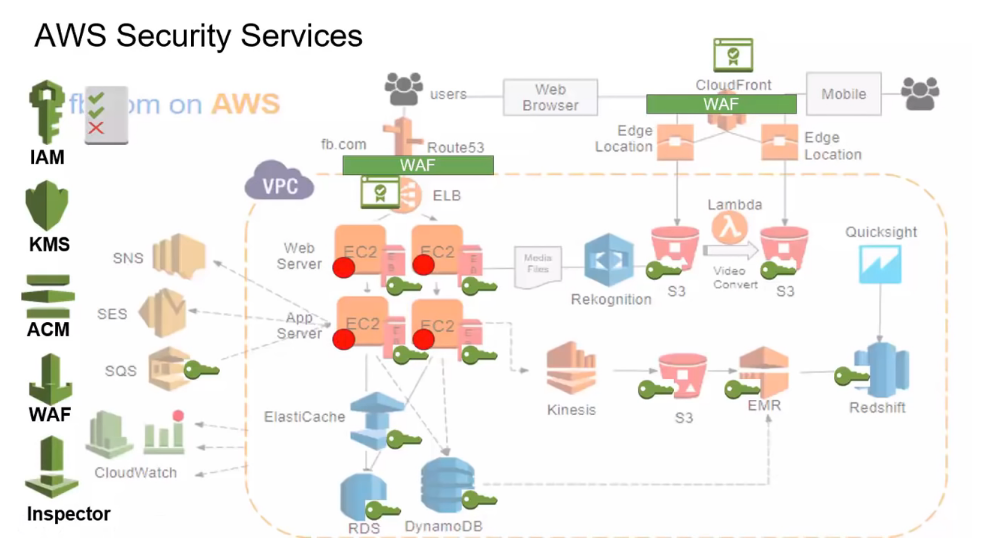 AWS Security Services
fb.com on AWS
IAM
KMS
ACM
WAF
Inspector
users
Web
Browser
CloudFront
WAF
Mobile
Edge
Location
Edge
Location
fb.com
Route53
WAF
VPC
ELB
Web
Server
EC2
EC2
App
Server
EC2
EC2
SNS
SES
SQS
CloudWatch
ElastiCache
RDS
DynamoDB
Media
Files
Rekognition
S3
Lambda
Video
Convert
S3
Quicksight
Kinesis
S3
EMR
Redshift